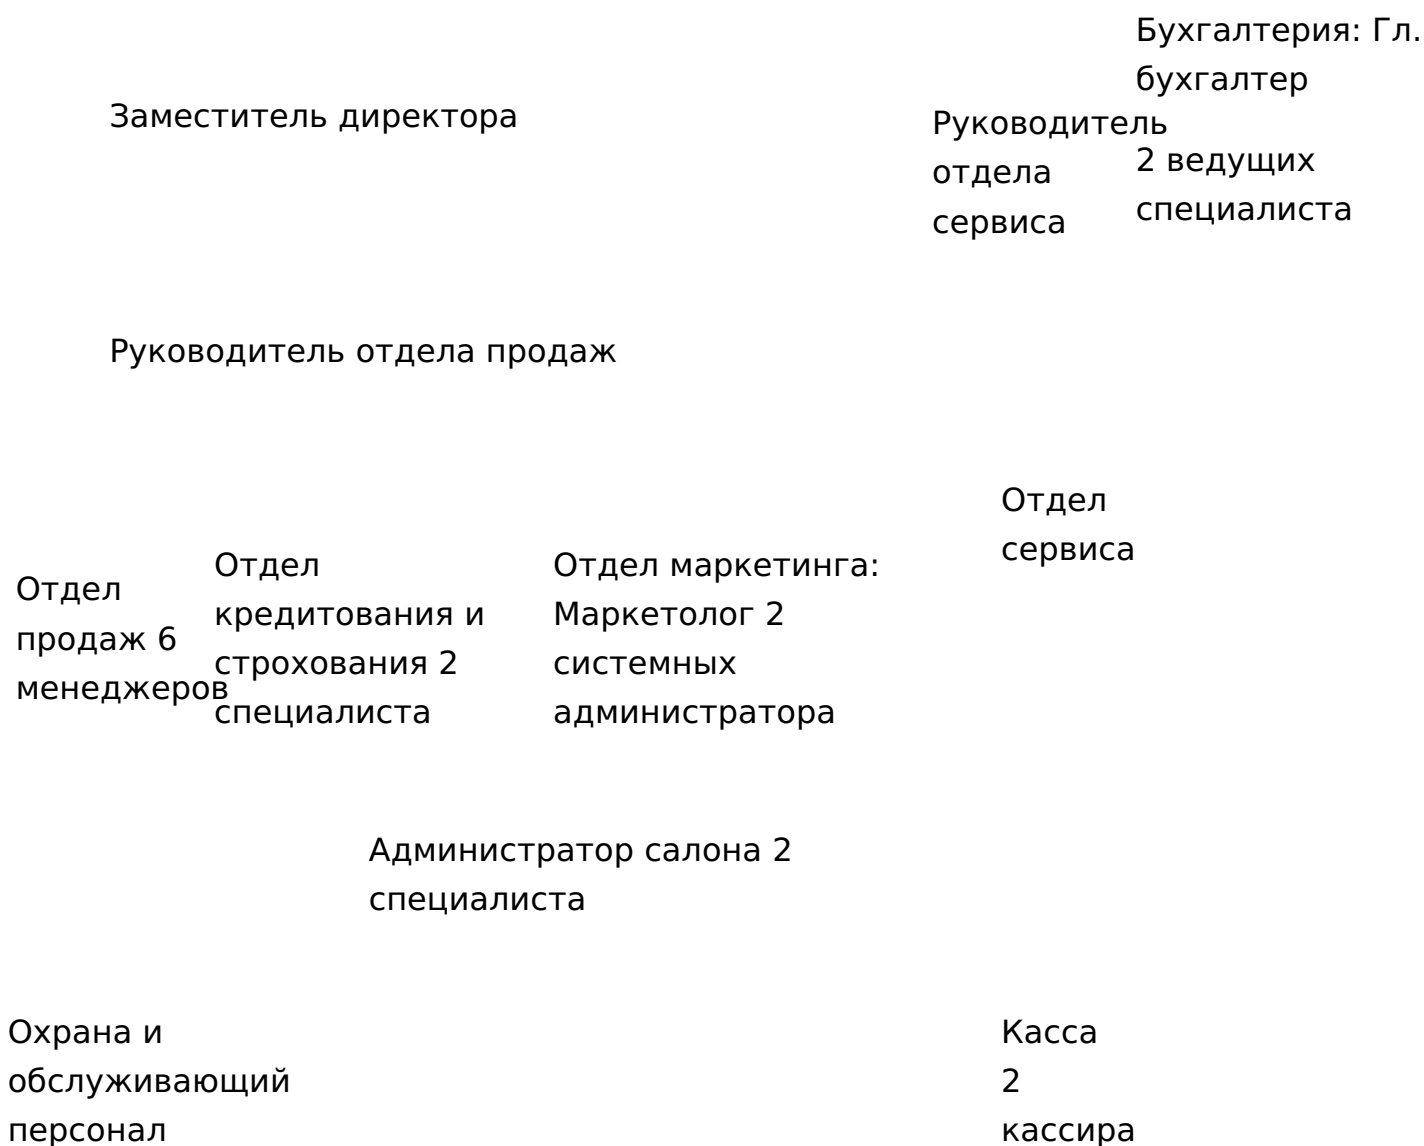 Бухгалтерия: Гл.
бухгалтер
2 ведущих
специалиста
Заместитель директора
Руководитель
отдела
сервиса
Руководитель отдела продаж
Отдел
сервиса
Отдел
продаж 6
менеджеров
Отдел
кредитования и
строхования 2
специалиста
Отдел маркетинга:
Маркетолог 2
системных
администратора
Администратор салона 2
специалиста
Охрана и
обслуживающий
персонал
Касса
2
кассира